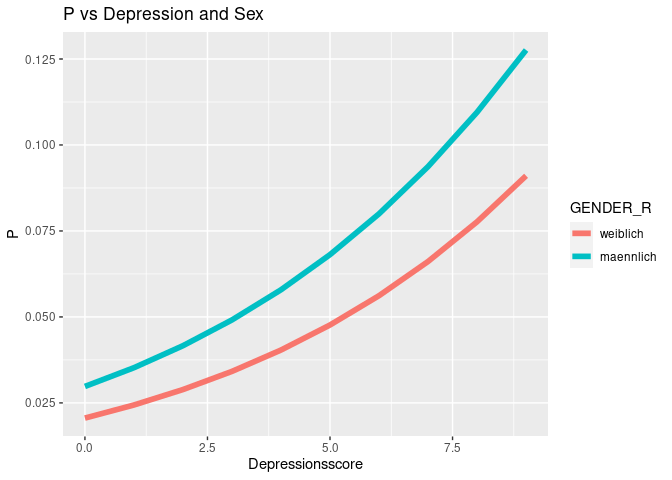 P vs Depression and Sex
0.125
0.100
0.075
0.050
0.025
P
0.0 2.5 5.0 7.5
Depressionsscore
GENDER_R
weiblich
maennlich